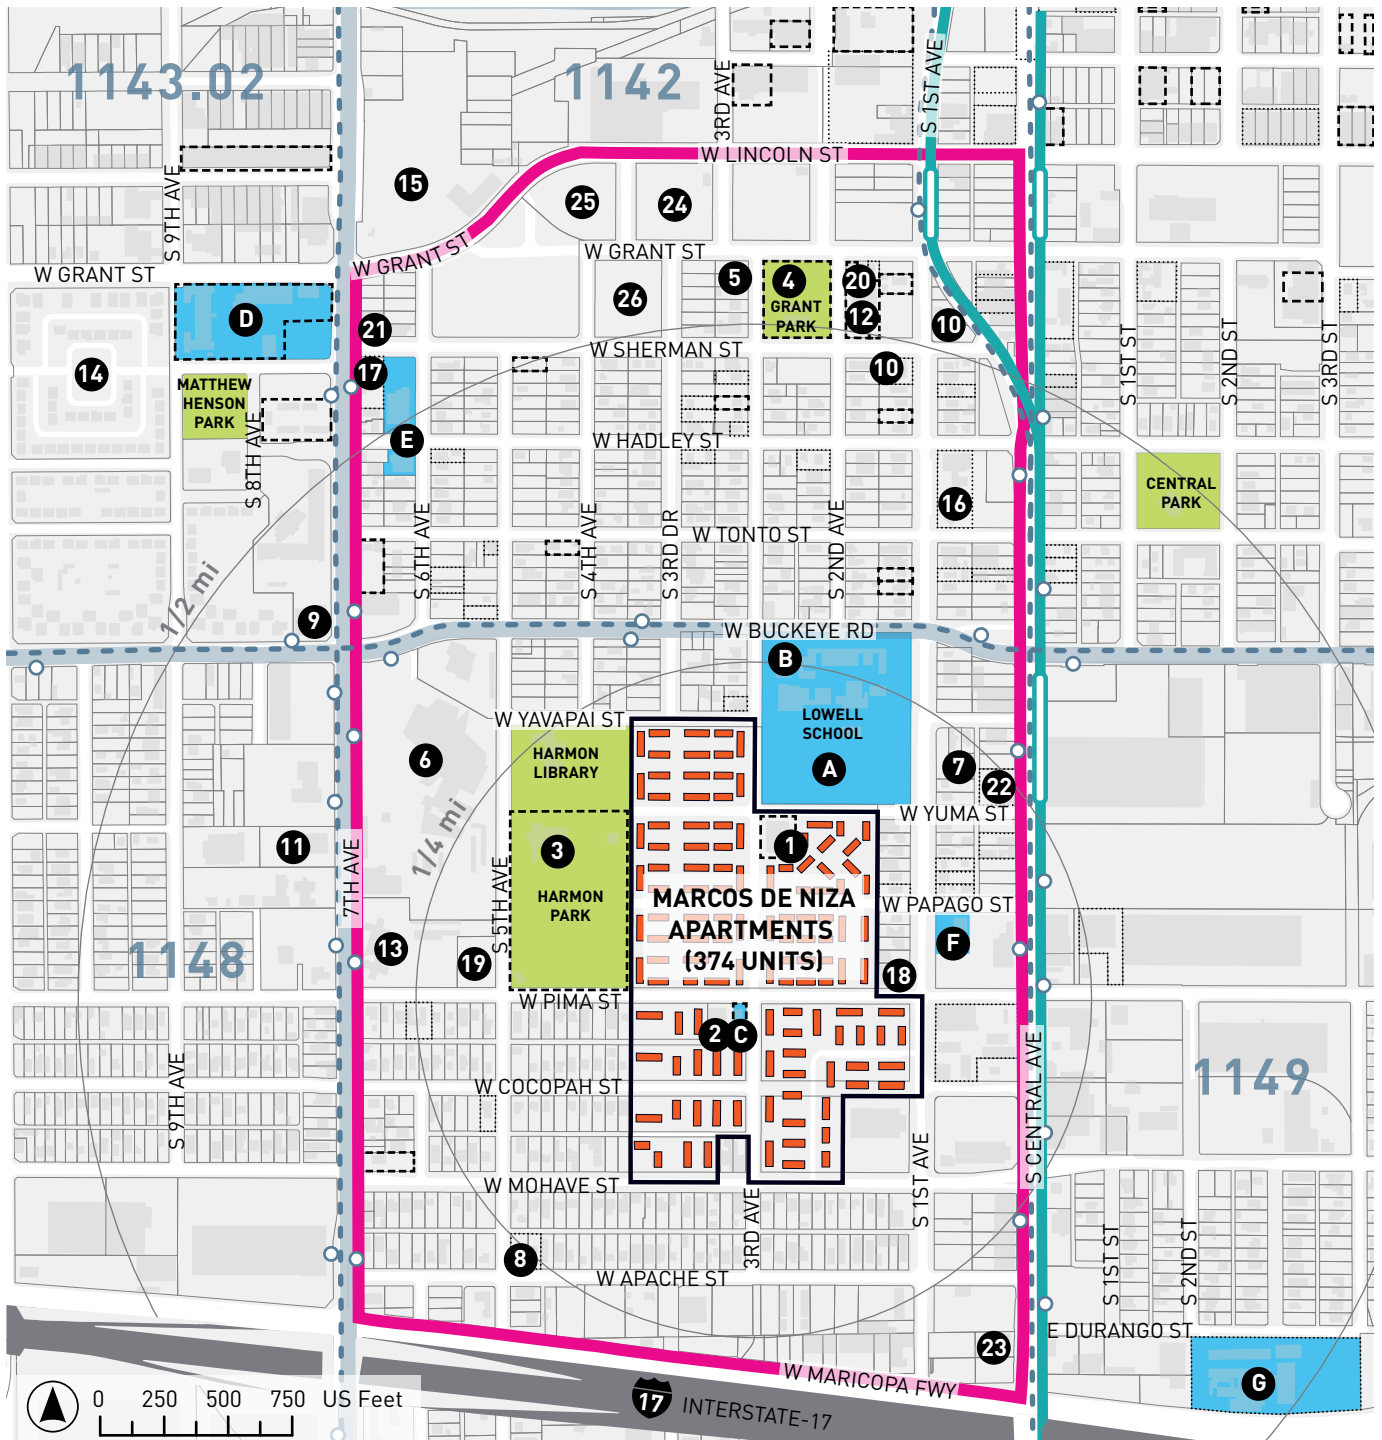 1143.02
1142
S 1ST AVE
3RD AVE
W LINCOLN ST
S 9TH AVE
15
25
24
W GRANT ST
W GRANT ST
W GRANT ST
5
4
GRANT
PARK
20
12
10
26
D
21
W SHERMAN ST
17
10
14
MATTHEW
HENSON
PARK
S 8TH AVE
E
W HADLEY ST
S 1ST ST
S 2ND ST
S 3RD ST
CENTRAL
PARK
16
S 6TH AVE
S 4TH AVE
S 3RD DR
W TONTO ST
S 2ND AVE
1/2 mi
9
W BUCKEYE RD
B
LOWELL
SCHOOL
A
W YAVAPAI ST
HARMON
LIBRARY
6
7
22
W YUMA ST
1/4 mi
11
7TH AVE
3
HARMON
PARK
S 5TH AVE
1
MARCOS DE NIZA
APARTMENTS
(374 UNITS)
W PAPAGO ST
F
1148
13
19
18
W PIMA ST
2
C
S CENTRAL AVE
1149
S 9TH AVE
W COCOPAH ST
W MOHAVE ST
3RD AVE
S 1ST AVE
S 1ST ST
S 2ND ST
8
W APACHE ST
23
E DURANGO ST
G
W MARICOPA FWY
17
INTERSTATE-17
0 250 500 750 US Feet